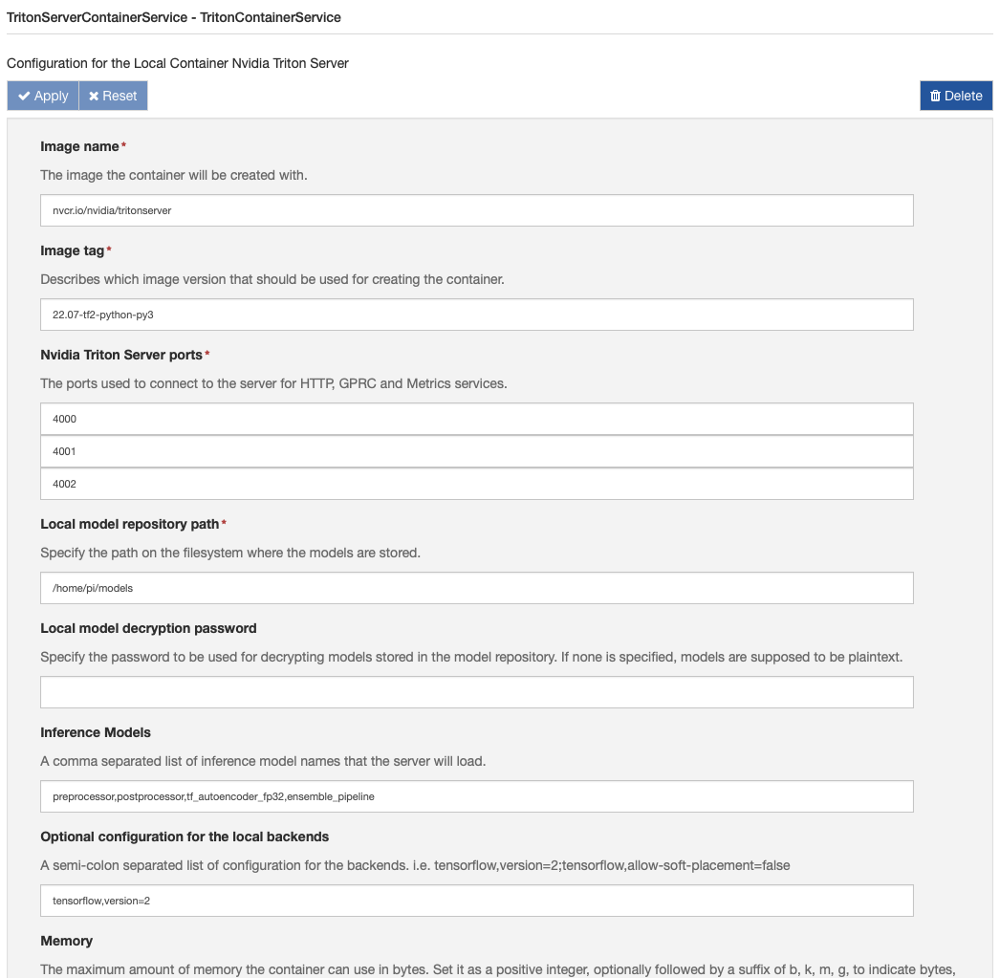 TritonServerContainerService - TritonContainerService
Configuration for the Local Container Nvidia Triton Server
Apply Reset Delete
Image name*
The image the container will be created with.
nvcr.io/nvidia/tritonserver
Image tag*
Describes which image version that should be used for creating the container.
22.07-tf2-python-py3
Nvidia Triton Server ports*
The ports used to connect to the server for HTTP, GPRC and Metrics services.
4000
4001
4002
Local model repository path*
Specify the path on the filesystem where the models are stored.
/home/pi/models
Local model decryption password
Specify the password to be used for decrypting models stored in the model repository. If none is specified, models are supposed to be plaintext.
Inference Models
A comma separated list of inference model names that the server will load.
preprocessor,postprocessor,tf_autoencoder_fp32,ensemble_pipeline
Optional configuration for the local backends
A semi-colon separated list of configuration for the backends. i.e. tensorflow,version=2;tensorflow,allow-soft-placement=false
tensorflow,version=2
Memory
The maximum amount of memory the container can use in bytes. Set it as a positive integer, optionally followed by a suffix of b, k, m, g, to indicate bytes,